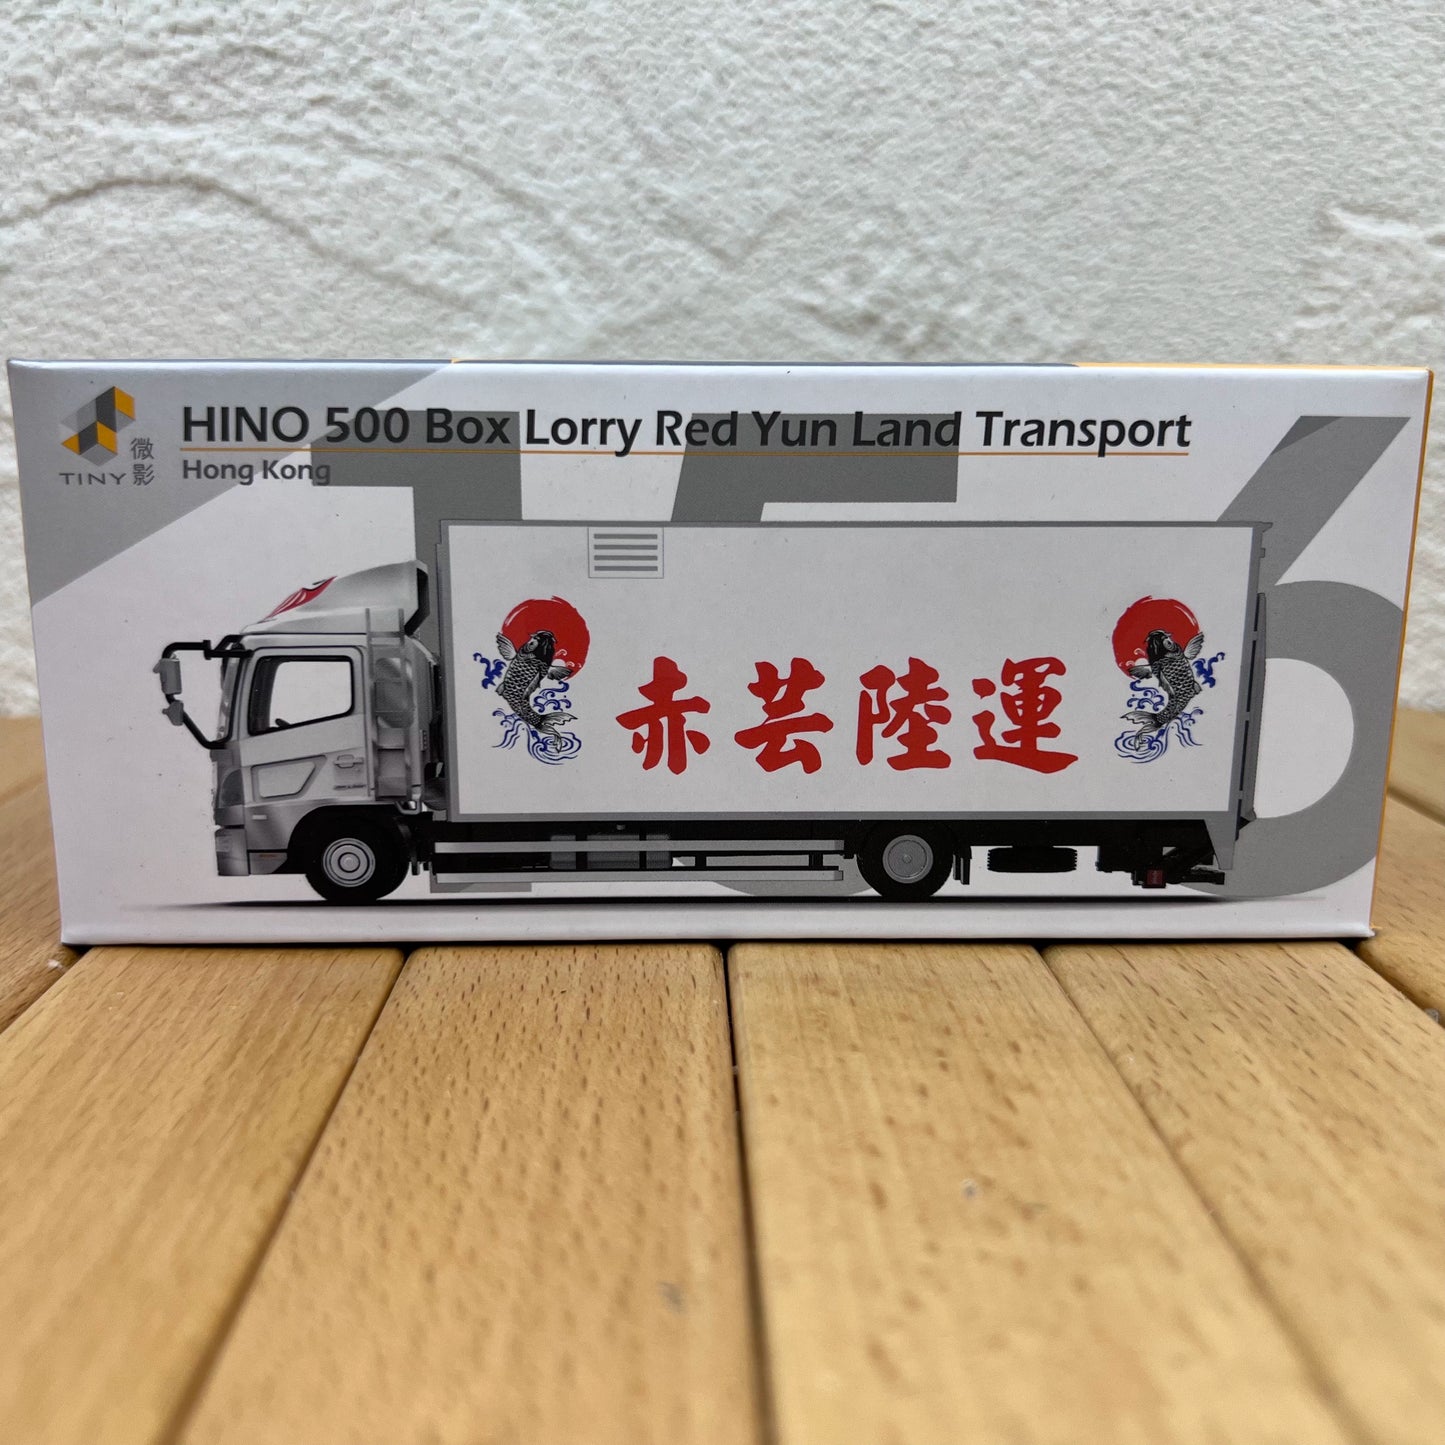 HINO 500 Box Lorry Red Yun Land Transport
Hong Kong
微影
TINY
赤芸陸運